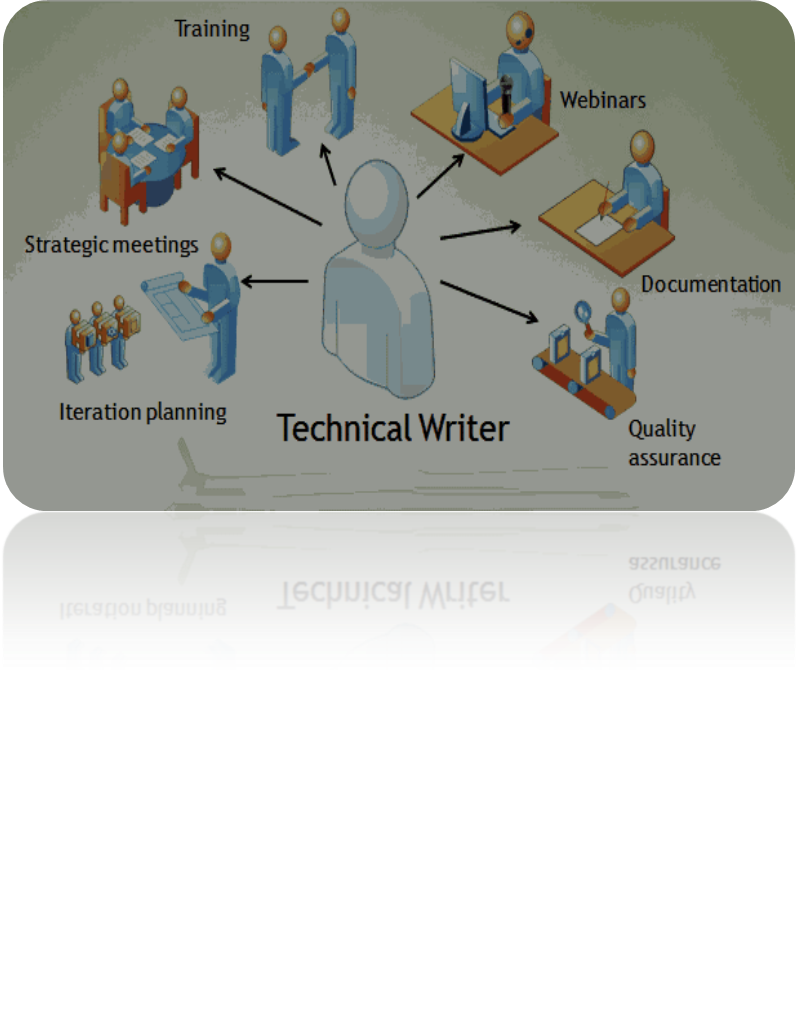 Training
Webinars
Strategic meetings
Documentation
Iteration planning
Technical Writer
Quality
assurance